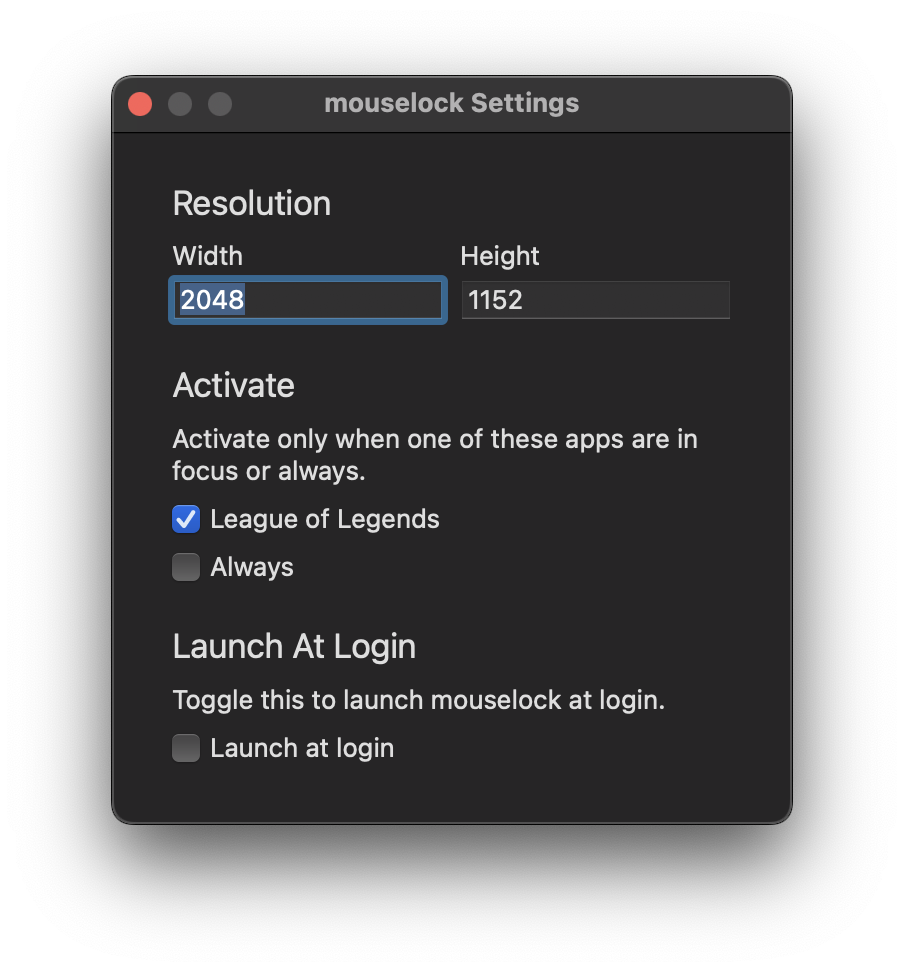 mouselock Settings
Resolution
Width Height
2048 1152
Activate
Activate only when one of these apps are in
focus or always.
League of Legends
Always
Launch At Login
Toggle this to launch mouselock at login.
Launch at login